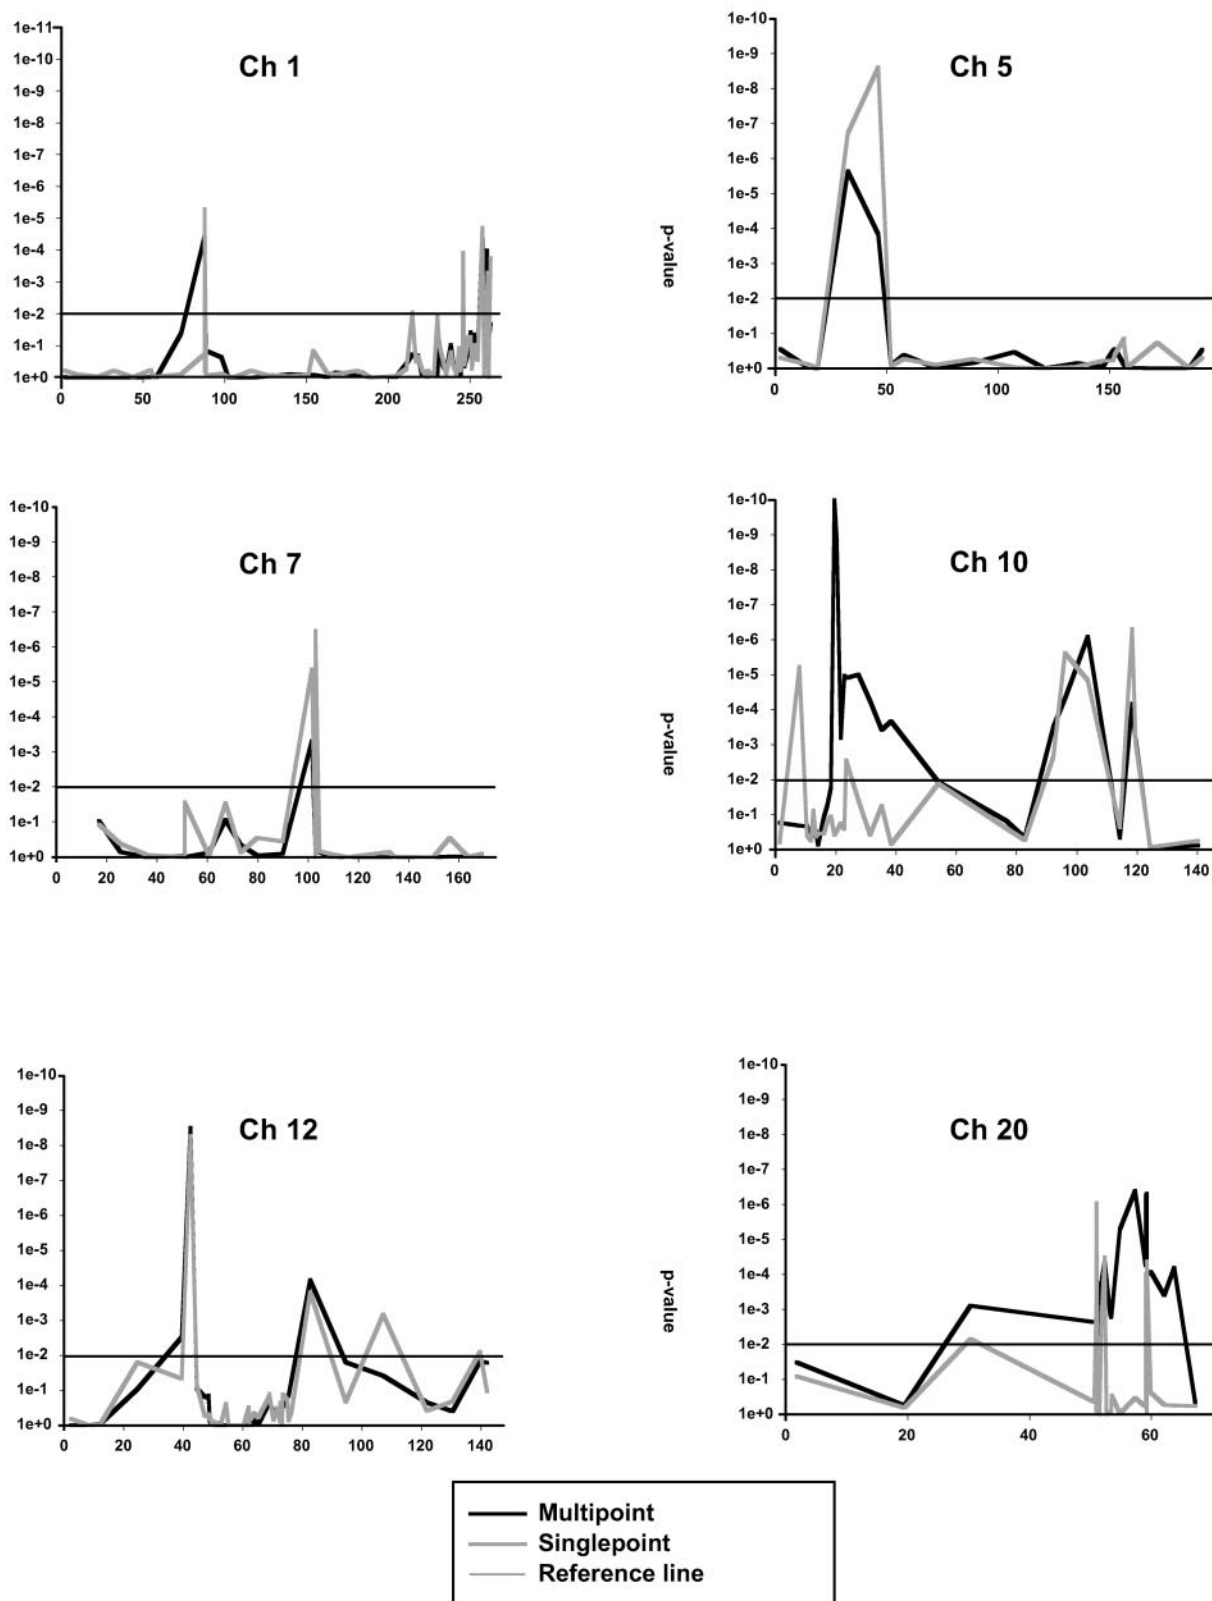 Ch 1
1e-11
1e-10
1e-9
1e-8
1e-7
1e-6
1e-5
1e-4
1e-3
1e-2
1e-1
1e+0
0 50 100 150 200 250
Ch 5
p-value
1e-10
1e-9
1e-8
1e-7
1e-6
1e-5
1e-4
1e-3
1e-2
1e-1
1e+0
0 50 100 150
Ch 7
1e-10
1e-9
1e-8
1e-7
1e-6
1e-5
1e-4
1e-3
1e-2
1e-1
1e+0
0 20 40 60 80 100 120 140 160
Ch 10
p-value
1e-10
1e-9
1e-8
1e-7
1e-6
1e-5
1e-4
1e-3
1e-2
1e-1
1e+0
0 20 40 60 80 100 120 140
Ch 12
1e-10
1e-9
1e-8
1e-7
1e-6
1e-5
1e-4
1e-3
1e-2
1e-1
1e+0
0 20 40 60 80 100 120 140
Ch 20
p-value
1e-10
1e-9
1e-8
1e-7
1e-6
1e-5
1e-4
1e-3
1e-2
1e-1
1e+0
0 20 40 60
Multipoint
Singlepoint
Reference line